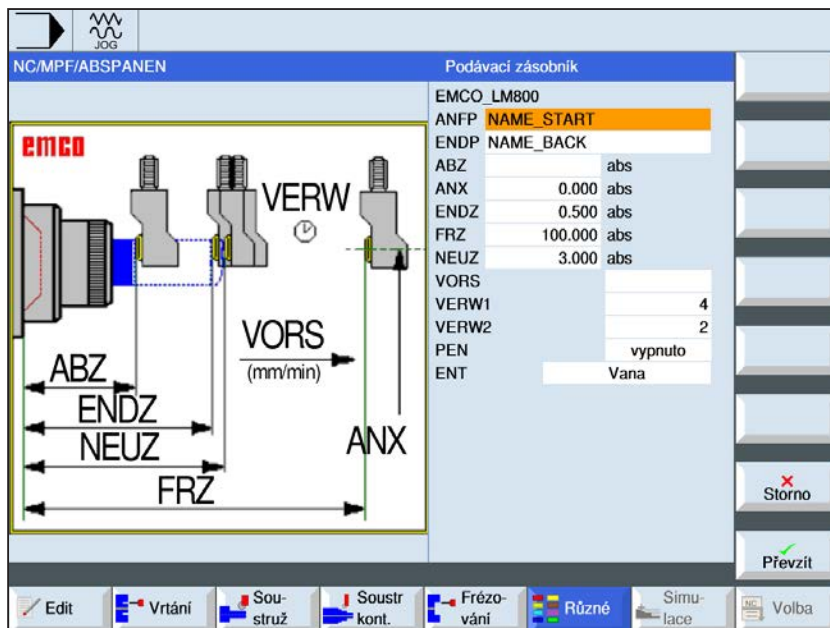 JOG
NC/MPF/ABSPANEN
Podávací zásobník
EMCO_LM800
ANFP NAME_START
ENDP NAME_BACK
ABZ abs
ANX 0.000 abs
ENDZ 0.500 abs
FRZ 100.000 abs
NEUZ 3.000 abs
VORS
VERW1 4
VERW2 2
PEN vypnuto
ENT Vana
emco
VERW
VORS
(mm/min)
ABZ
ENDZ
NEUZ
ANX
FRZ
Storno
Převzít
Edit
Vrtání
Sou-
struž
Soustr
kont.
Frézo-
vání
Různé
Simu-
lace
NC
Volba